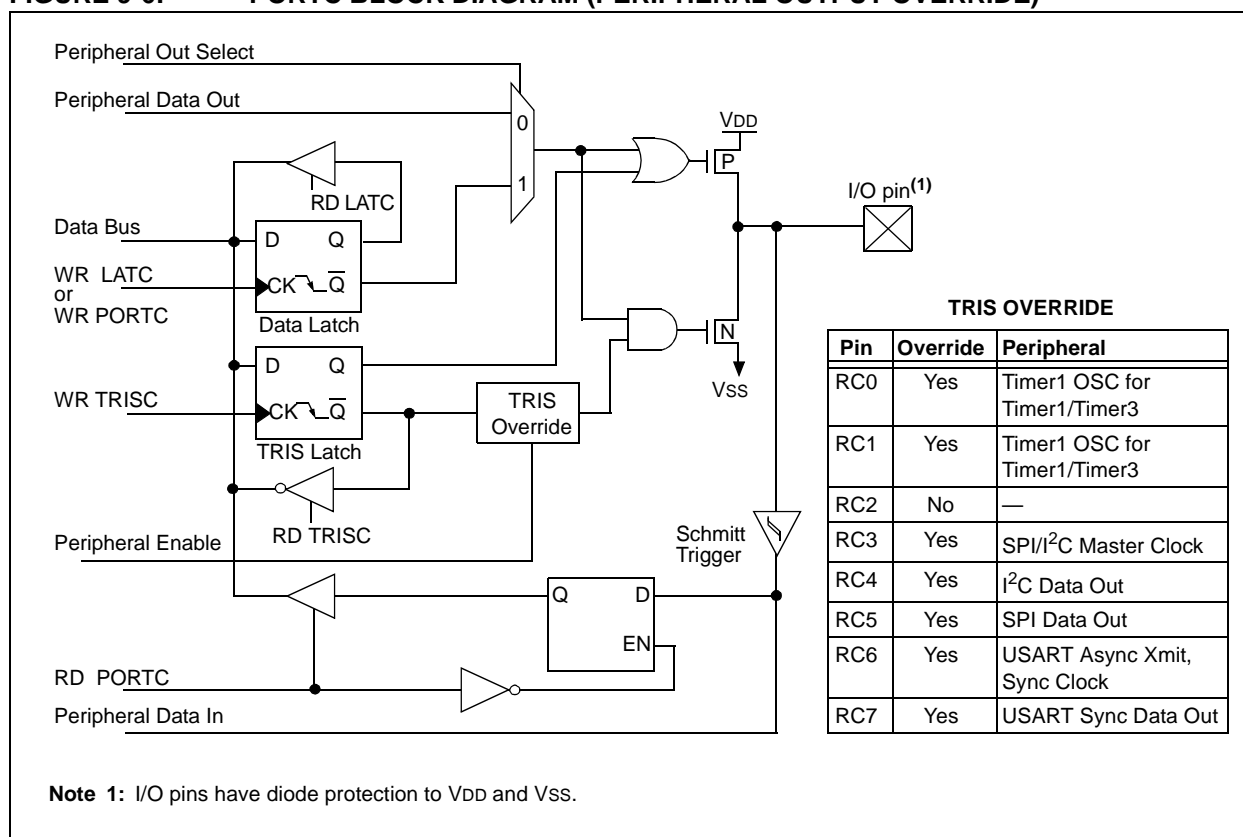 PORTC BLOCK DIAGRAM (PERIPHERAL OUTPUT OVERRIDE)
Peripheral Out Select
Peripheral Data Out
0
1
VDD
P
RD LATC
I/O pin(1)
Data Bus
D Q
WR LATC
or
WR PORTC
CK Q̅
Data Latch
N
VSS
D Q
WR TRISC
CK Q̅
TRIS Latch
TRIS
Override
RD TRISC
Peripheral Enable
Schmitt
Trigger
Q D
EN
RD PORTC
Peripheral Data In
TRIS OVERRIDE
Pin Override Peripheral
RC0 Yes Timer1 OSC for
Timer1/Timer3
RC1 Yes Timer1 OSC for
Timer1/Timer3
RC2 No —
RC3 Yes SPI/I²C Master Clock
RC4 Yes I²C Data Out
RC5 Yes SPI Data Out
RC6 Yes USART Async Xmit,
Sync Clock
RC7 Yes USART Sync Data Out
Note 1: I/O pins have diode protection to VDD and VSS.